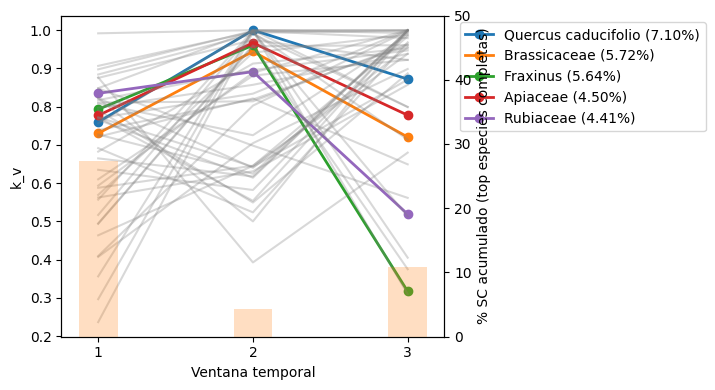 1.0
0.9
0.8
0.7
0.6
0.5
0.4
0.3
0.2
k_v
1
2
3
Ventana temporal
50
40
30
20
10
0
% SC acumulado (top especies completas)
Quercus caducifolio (7.10%)
Brassicaceae (5.72%)
Fraxinus (5.64%)
Apiaceae (4.50%)
Rubiaceae (4.41%)